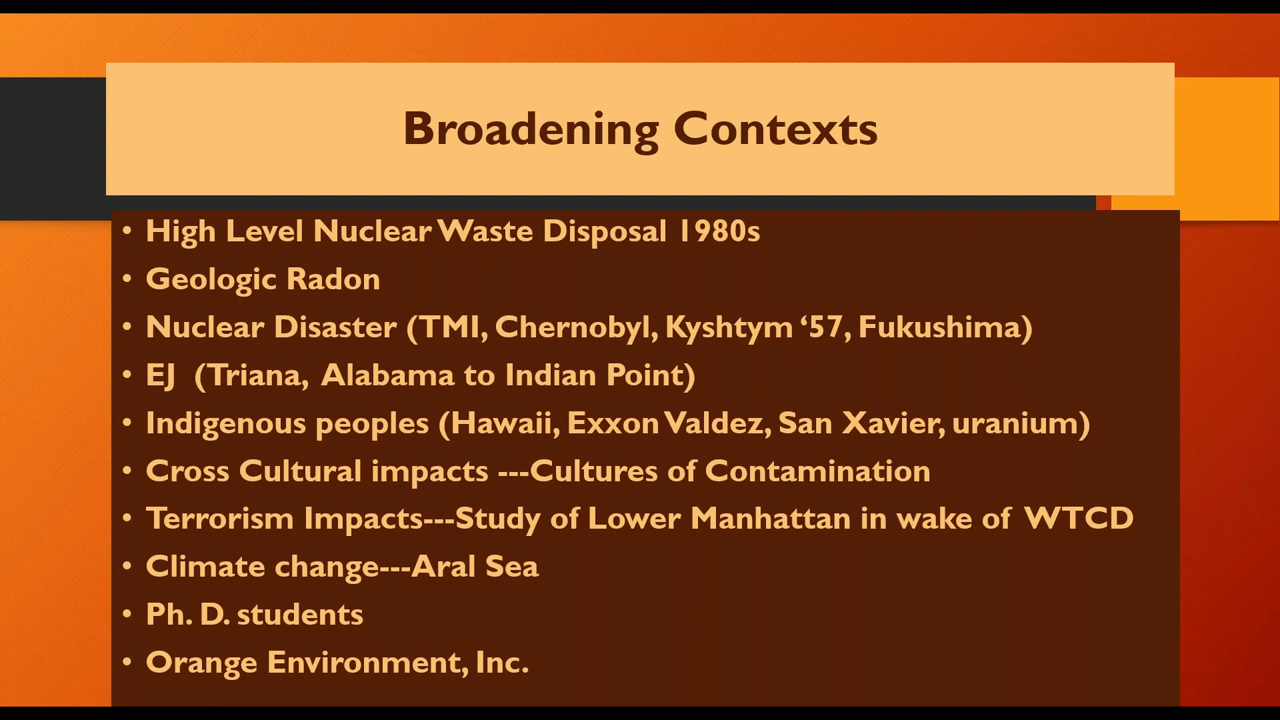 Broadening Contexts
• High Level Nuclear Waste Disposal 1980s
• Geologic Radon
• Nuclear Disaster (TMI, Chernobyl, Kyshtym ‘57, Fukushima)
• EJ (Triana, Alabama to Indian Point)
• Indigenous peoples (Hawaii, Exxon Valdez, San Xavier, uranium)
• Cross Cultural impacts ---Cultures of Contamination
• Terrorism Impacts---Study of Lower Manhattan in wake of WTCD
• Climate change---Aral Sea
• Ph. D. students
• Orange Environment, Inc.